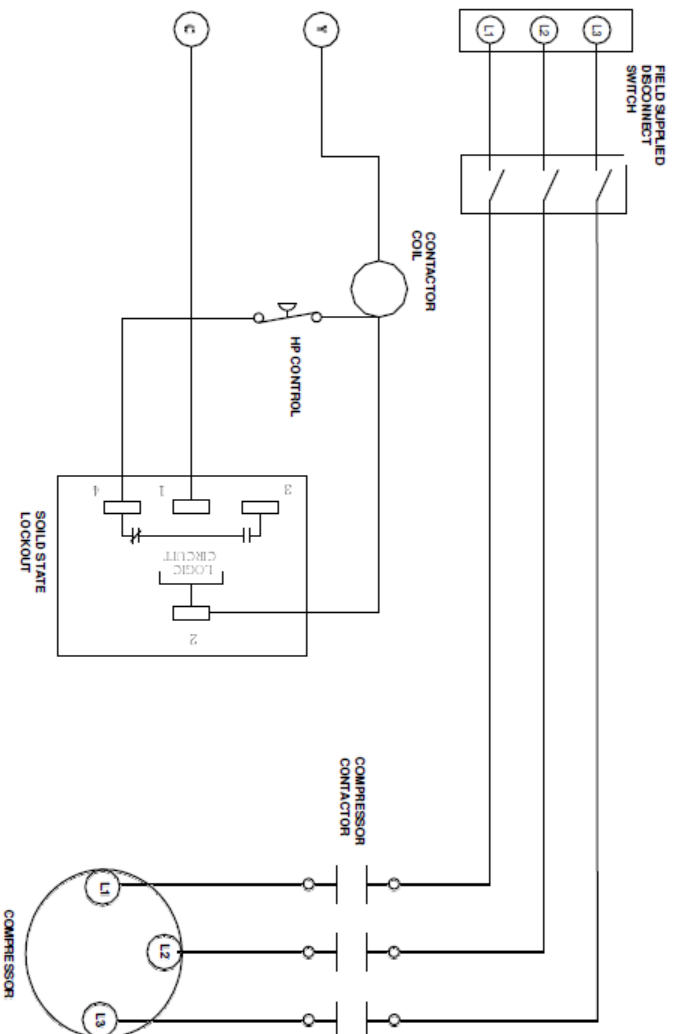 FIELD SUPPLIED
DISCONNECT
SWITCH
L3
L2
L1
Y
C
CONTACTOR
COIL
HP CONTROL
3
1
4
LOGIC
CIRCUIT
2
SOILD STATE
LOCKOUT
COMPRESSOR
CONTACTOR
L1
L2
L3
COMPRESSOR